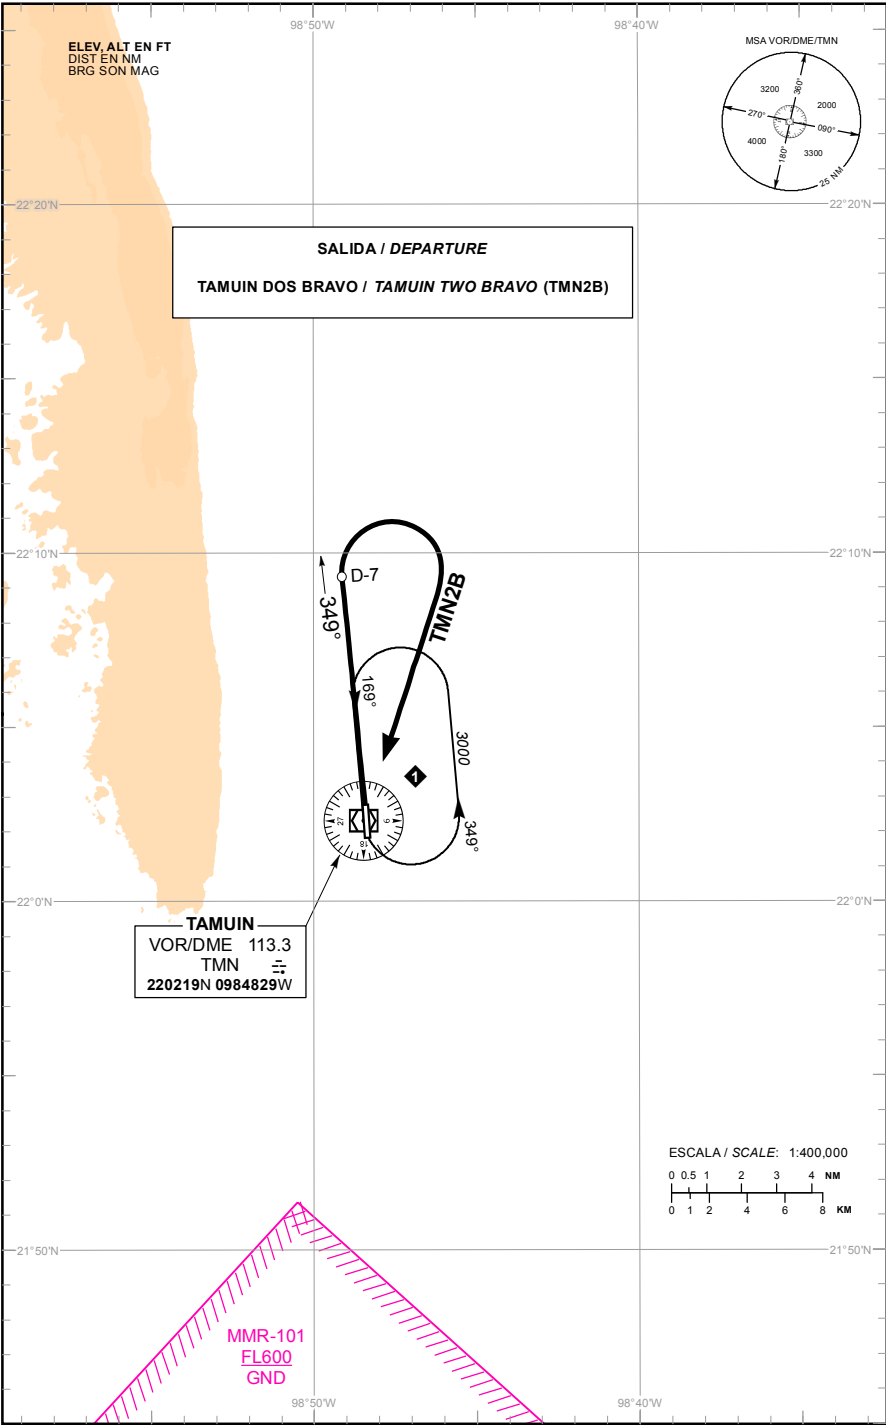 98°50'W
98°40'W
ELEV, ALT EN FT
DIST EN NM
BRG SON MAG
MSA VOR/DME/TMN
3200
360°
2000
270°
090°
4000
180°
3300
25 NM
22°20'N
22°20'N
SALIDA / DEPARTURE
TAMUIN DOS BRAVO / TAMUIN TWO BRAVO (TMN2B)
22°10'N
22°10'N
D-7
349°
TMN2B
169°
3000
1
349°
27
9
18
22°0'N
22°0'N
TAMUIN
VOR/DME 113.3
TMN
220219N 0984829W
ESCALA / SCALE: 1:400,000
0 0.5 1 2 3 4 NM
0 1 2 4 6 8 KM
21°50'N
21°50'N
MMR-101
FL600
GND
98°50'W
98°40'W